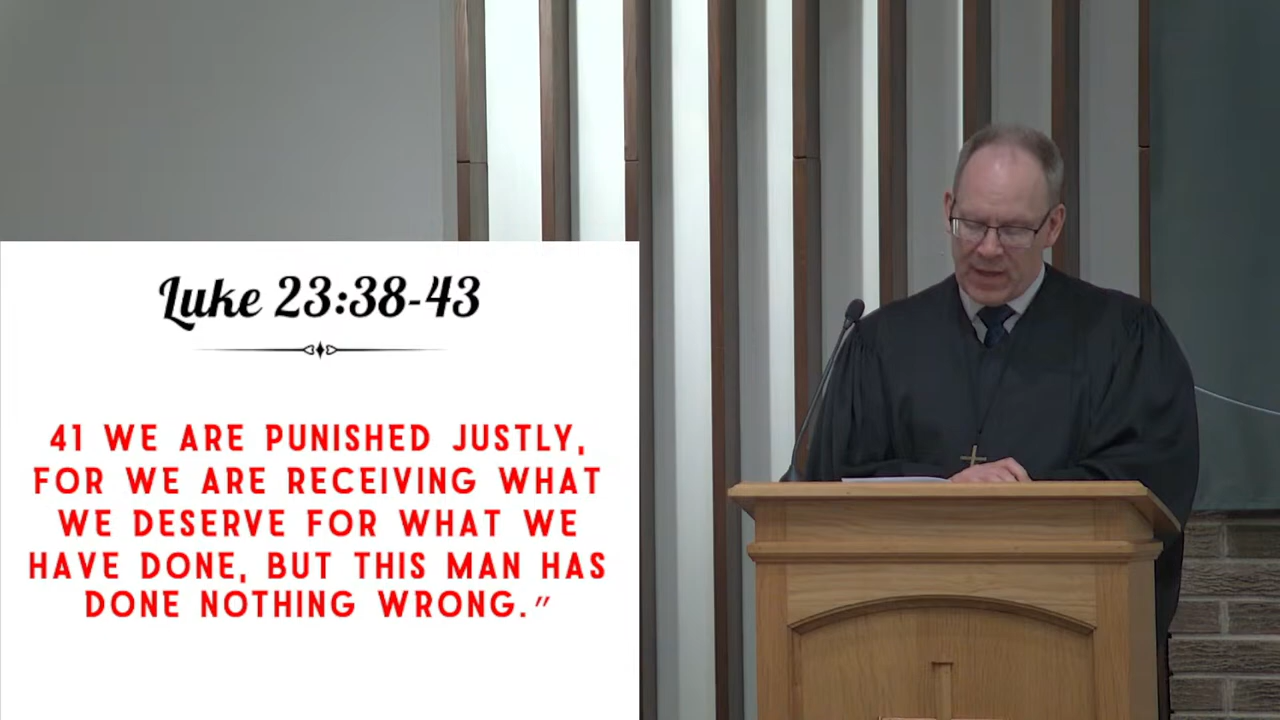 Luke 23:38-43
41 WE ARE PUNISHED JUSTLY,
FOR WE ARE RECEIVING WHAT
WE DESERVE FOR WHAT WE
HAVE DONE, BUT THIS MAN HAS
DONE NOTHING WRONG.”